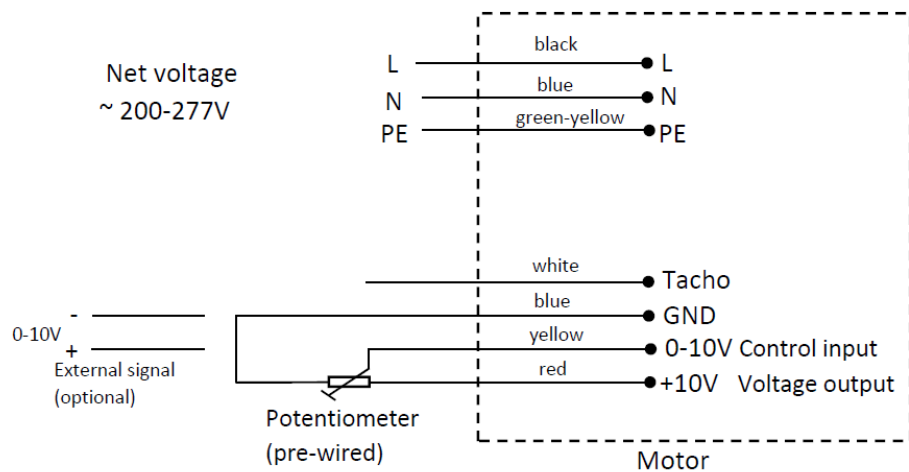 Net voltage
~ 200-277V
L black L
N blue N
PE green-yellow PE
white Tacho
- blue GND
0-10V yellow 0-10V Control input
+ red +10V Voltage output
External signal
(optional)
Potentiometer
(pre-wired)
Motor